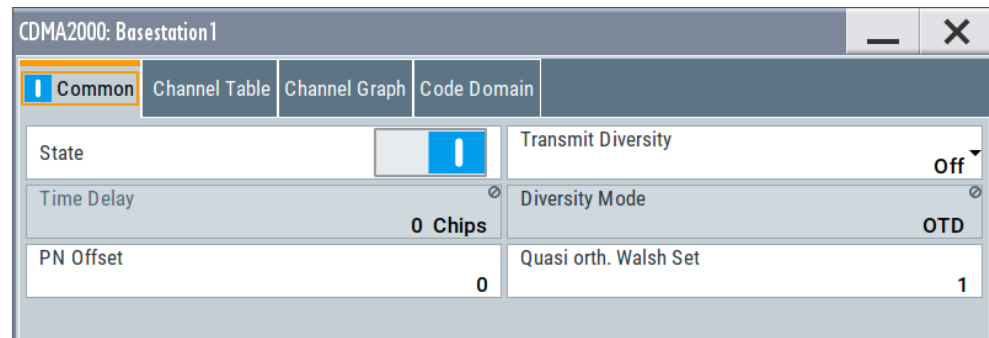 CDMA2000: Basestation1
Common Channel Table Channel Graph Code Domain
State
Transmit Diversity
Off
Time Delay
0 Chips
Diversity Mode
OTD
PN Offset
0
Quasi orth. Walsh Set
1